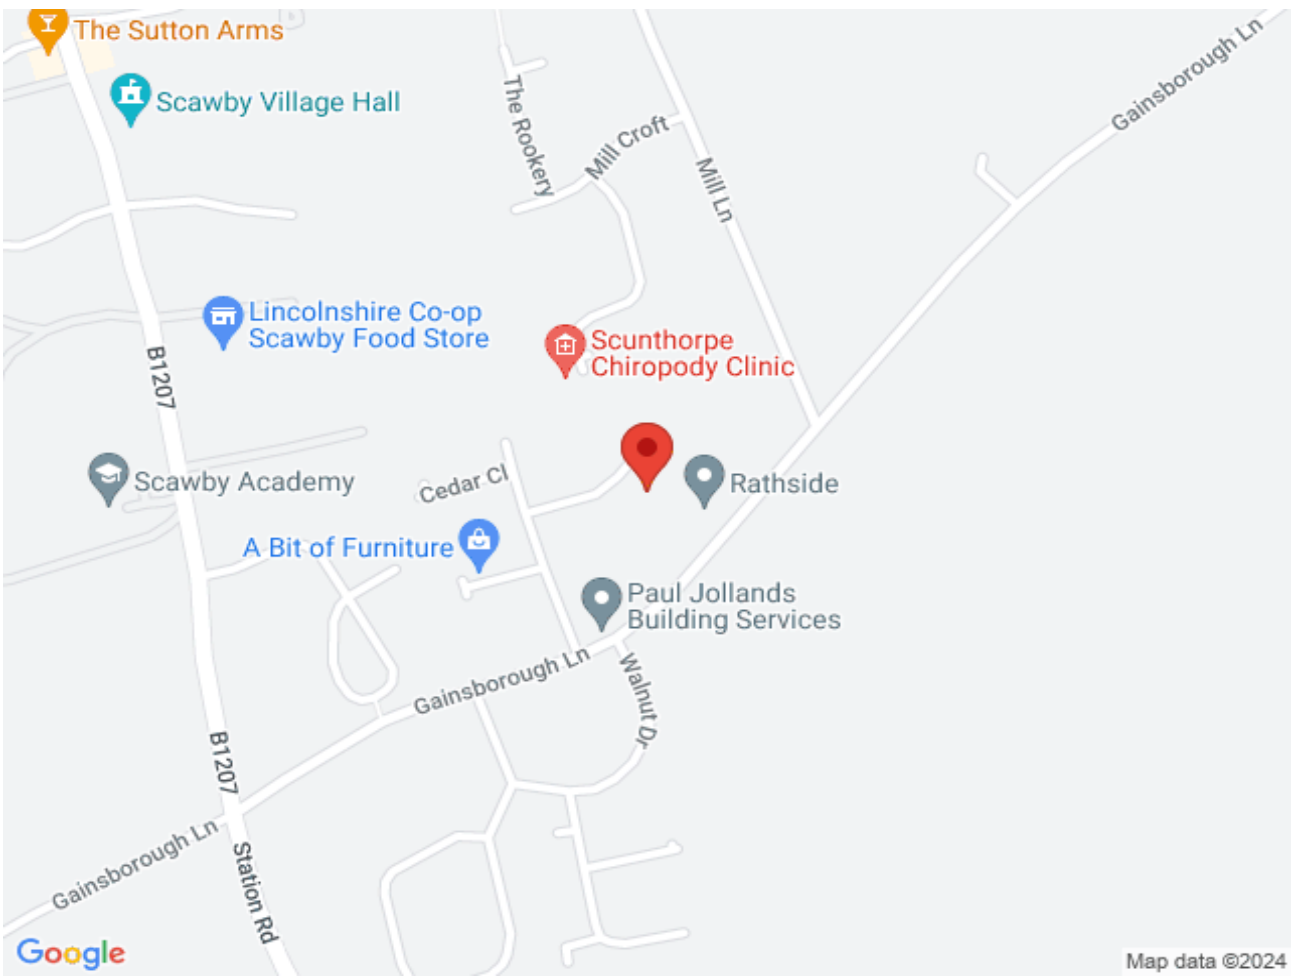 The Sutton Arms
Scawby Village Hall
The Rookery
Mill Croft
Mill Ln
Gainsborough Ln
Lincolnshire Co-op
Scawby Food Store
Scunthorpe
Chiropody Clinic
B1207
Scawby Academy
Cedar Cl
Rathside
A Bit of Furniture
Paul Jollands
Building Services
Gainsborough Ln
Walnut Dr
B1207
Gainsborough Ln
Station Rd
Google
Map data ©2024